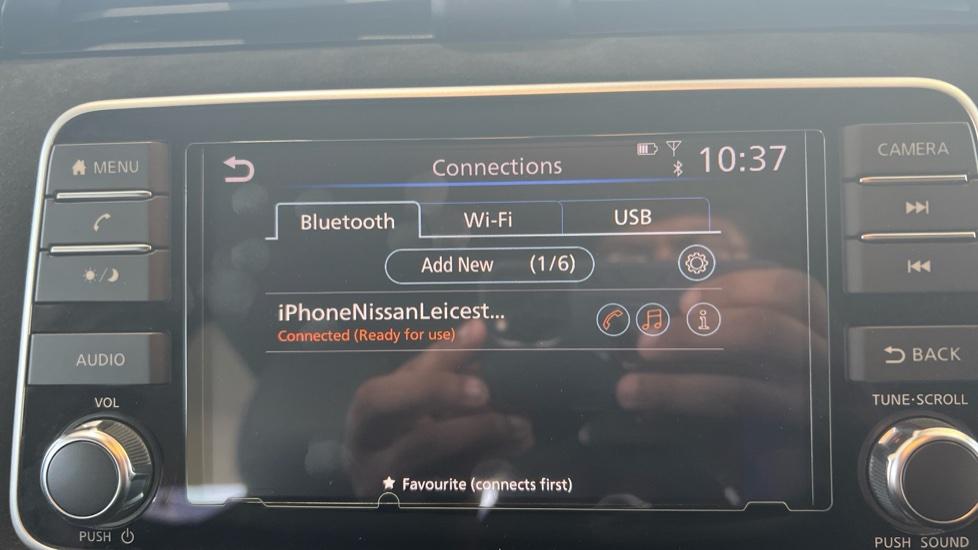 MENU
AUDIO
VOL
PUSH
Connections
10:37
Bluetooth
Wi-Fi
USB
Add New (1/6)
iPhoneNissanLeicest...
Connected (Ready for use)
★ Favourite (connects first)
CAMERA
BACK
TUNE·SCROLL
PUSH SOUND